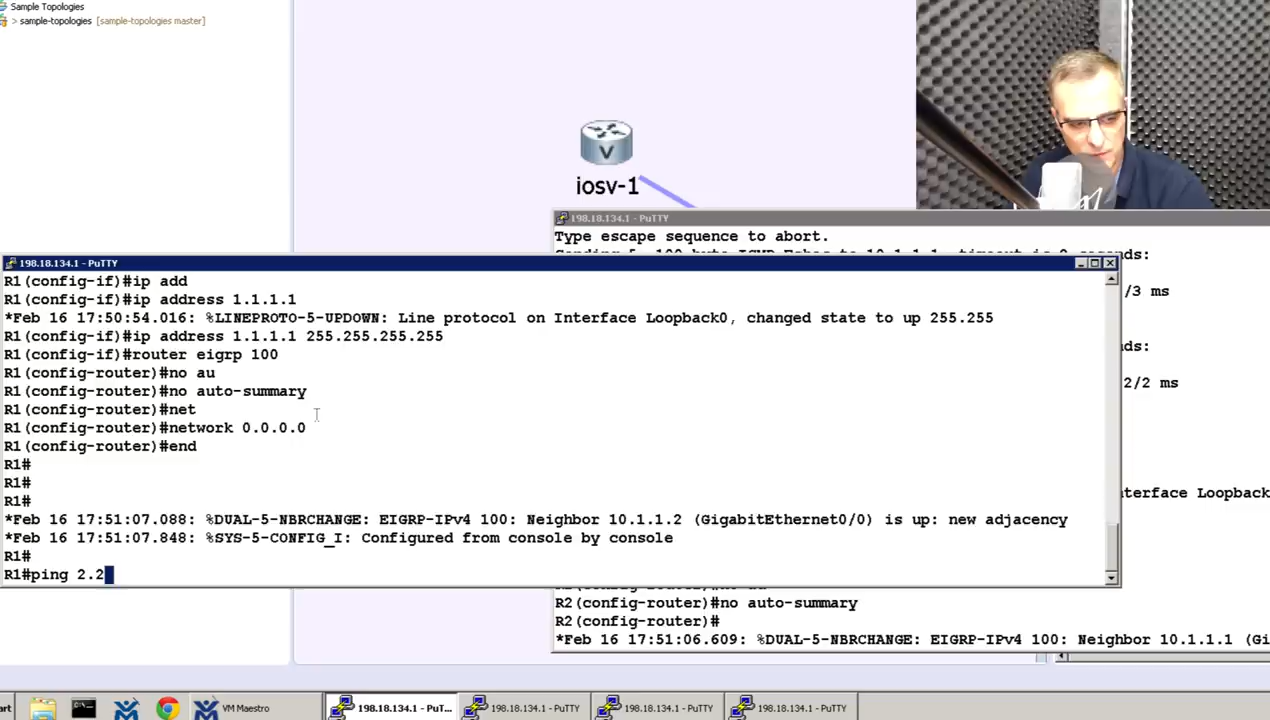 Sample Topologies
> sample-topologies [sample-topologies master]
V
iosv-1
198.18.134.1 - PuTTY
Type escape sequence to abort.
198.18.134.1 - PuTTY
R1(config-if)#ip add
R1(config-if)#ip address 1.1.1.1
*Feb 16 17:50:54.016: %LINEPROTO-5-UPDOWN: Line protocol on Interface Loopback0, changed state to up 255.255
R1(config-if)#ip address 1.1.1.1 255.255.255.255
R1(config-if)#router eigrp 100
R1(config-router)#no au
R1(config-router)#no auto-summary
R1(config-router)#net
R1(config-router)#network 0.0.0.0
R1(config-router)#end
R1#
R1#
R1#
*Feb 16 17:51:07.088: %DUAL-5-NBRCHANGE: EIGRP-IPv4 100: Neighbor 10.1.1.2 (GigabitEthernet0/0) is up: new adjacency
*Feb 16 17:51:07.848: %SYS-5-CONFIG_I: Configured from console by console
R1#
R1#ping 2.2
/3 ms
nds:
2/2 ms
nterface Loopback
R2(config-router)#no auto-summary
R2(config-router)#
*Feb 16 17:51:06.609: %DUAL-5-NBRCHANGE: EIGRP-IPv4 100: Neighbor 10.1.1.1 (Gi
art
VM Maestro
198.18.134.1 - PuT...
198.18.134.1 - PuTTY
198.18.134.1 - PuTTY
198.18.134.1 - PuTTY